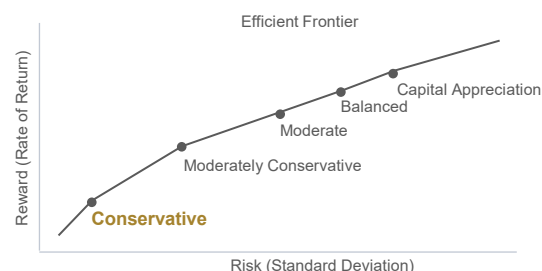 Efficient Frontier
Reward (Rate of Return)
Capital Appreciation
Balanced
Moderate
Moderately Conservative
Conservative
Risk (Standard Deviation)